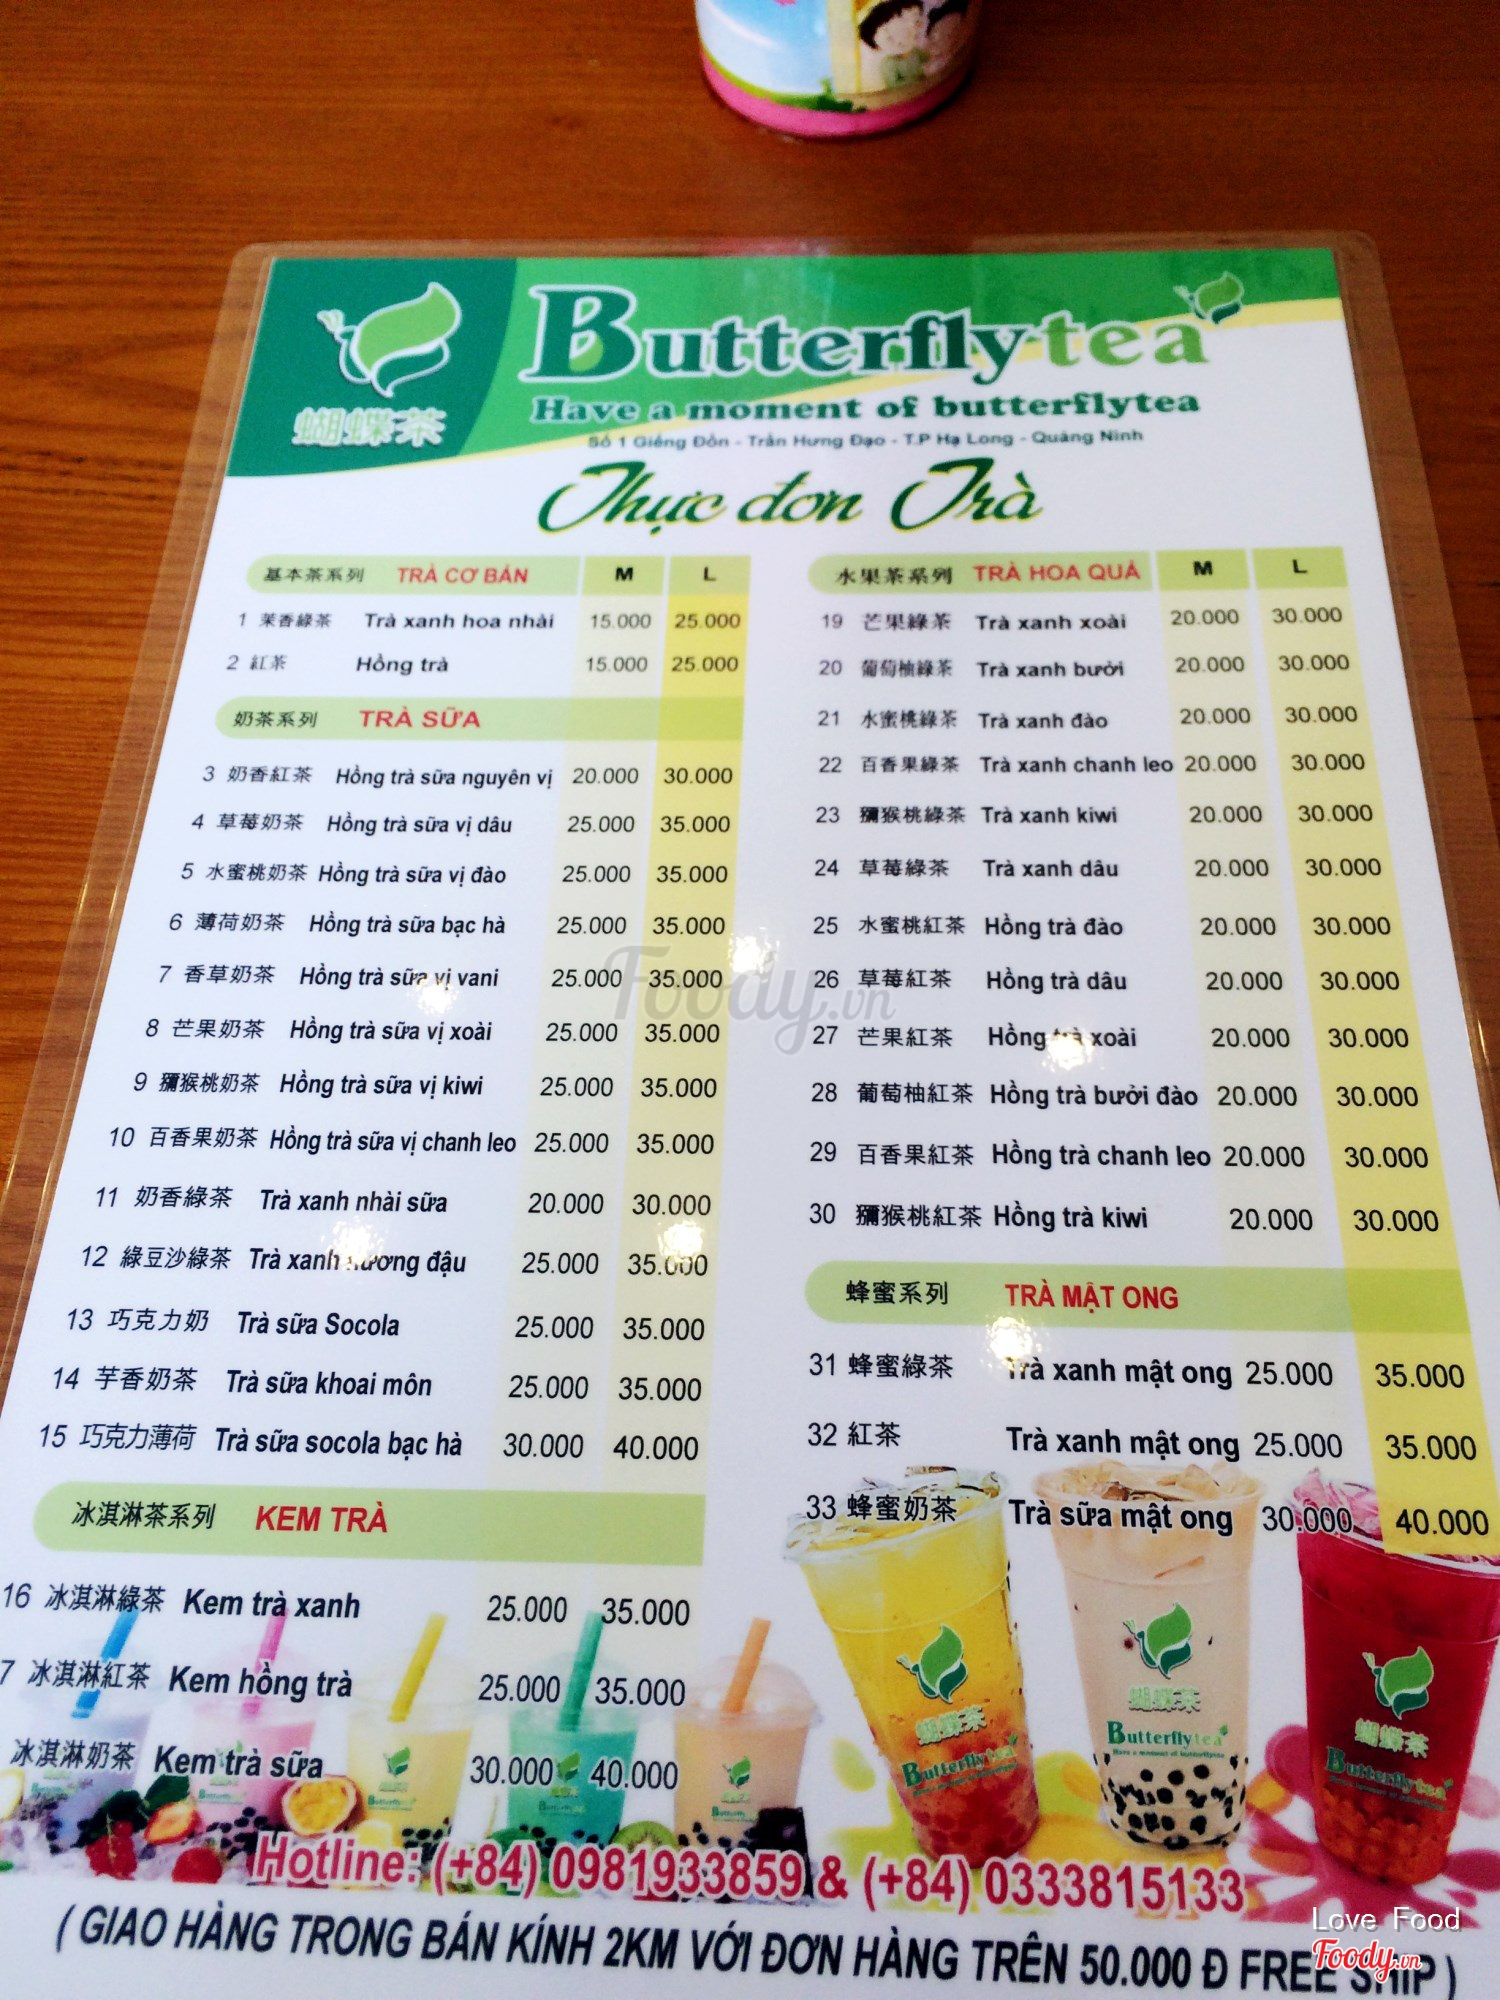 蝴蝶茶
Butterfly tea
Have a moment of butterflytea
Số 1 Giếng Đồn - Trần Hưng Đạo - T.P Hạ Long - Quảng Ninh
Thực đơn Trà
基本茶系列 TRÀ CƠ BẢN M L
1 茉香綠茶 Trà xanh hoa nhài 15.000 25.000
2 紅茶 Hồng trà 15.000 25.000
奶茶系列 TRÀ SỮA
3 奶香紅茶 Hồng trà sữa nguyên vị 20.000 30.000
4 草莓奶茶 Hồng trà sữa vị dâu 25.000 35.000
5 水蜜桃奶茶 Hồng trà sữa vị đào 25.000 35.000
6 薄荷奶茶 Hồng trà sữa bạc hà 25.000 35.000
7 香草奶茶 Hồng trà sữa vị vani 25.000 35.000
8 芒果奶茶 Hồng trà sữa vị xoài 25.000 35.000
9 獼猴桃奶茶 Hồng trà sữa vị kiwi 25.000 35.000
10 百香果奶茶 Hồng trà sữa vị chanh leo 25.000 35.000
11 奶香綠茶 Trà xanh nhài sữa 20.000 30.000
12 綠豆沙綠茶 Trà xanh hương đậu 25.000 35.000
13 巧克力奶 Trà sữa Socola 25.000 35.000
14 芋香奶茶 Trà sữa khoai môn 25.000 35.000
15 巧克力薄荷 Trà sữa socola bạc hà 30.000 40.000
冰淇淋茶系列 KEM TRÀ
16 冰淇淋綠茶 Kem trà xanh 25.000 35.000
7 冰淇淋紅茶 Kem hồng trà 25.000 35.000
冰淇淋奶茶 Kem trà sữa 30.000 40.000
水果茶系列 TRÀ HOA QUẢ M L
19 芒果綠茶 Trà xanh xoài 20.000 30.000
20 葡萄柚綠茶 Trà xanh bưởi 20.000 30.000
21 水蜜桃綠茶 Trà xanh đào 20.000 30.000
22 百香果綠茶 Trà xanh chanh leo 20.000 30.000
23 獼猴桃綠茶 Trà xanh kiwi 20.000 30.000
24 草莓綠茶 Trà xanh dâu 20.000 30.000
25 水蜜桃紅茶 Hồng trà đào 20.000 30.000
26 草莓紅茶 Hồng trà dâu 20.000 30.000
27 芒果紅茶 Hồng trà xoài 20.000 30.000
28 葡萄柚紅茶 Hồng trà bưởi đào 20.000 30.000
29 百香果紅茶 Hồng trà chanh leo 20.000 30.000
30 獼猴桃紅茶 Hồng trà kiwi 20.000 30.000
蜂蜜系列 TRÀ MẬT ONG
31 蜂蜜綠茶 Trà xanh mật ong 25.000 35.000
32 紅茶 Trà xanh mật ong 25.000 35.000
33 蜂蜜奶茶 Trà sữa mật ong 30.000 40.000
蝴蝶茶
Butterfly tea
蝴蝶茶
Butterfly tea
Have a moment of butterflytea
蝴蝶茶
Butterfly tea
Hotline: (+84) 0981933859 & (+84) 0333815133
( GIAO HÀNG TRONG BÁN KÍNH 2KM VỚI ĐƠN HÀNG TRÊN 50.000 Đ FREE SHIP )
Foody.vn
Love Food
Foody.vn